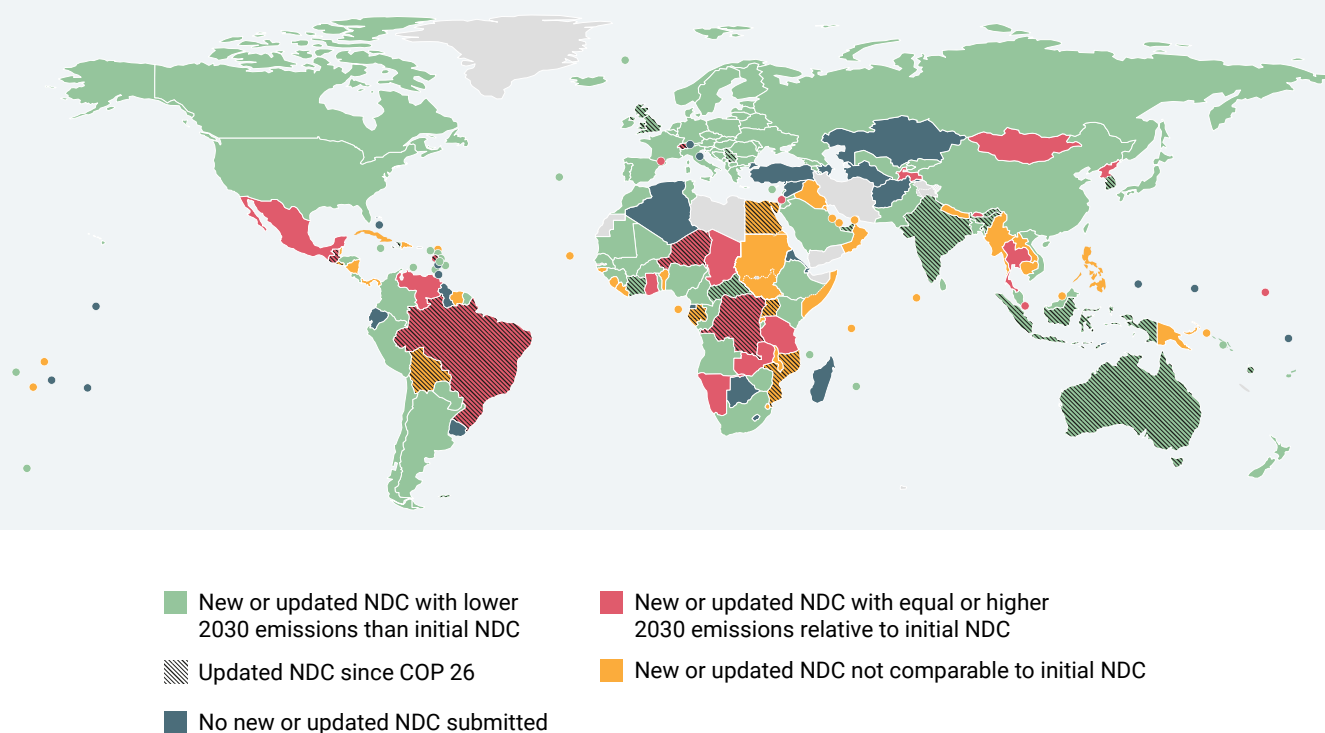 New or updated NDC with lower
2030 emissions than initial NDC
Updated NDC since COP 26
No new or updated NDC submitted
New or updated NDC with equal or higher
2030 emissions relative to initial NDC
New or updated NDC not comparable to initial NDC